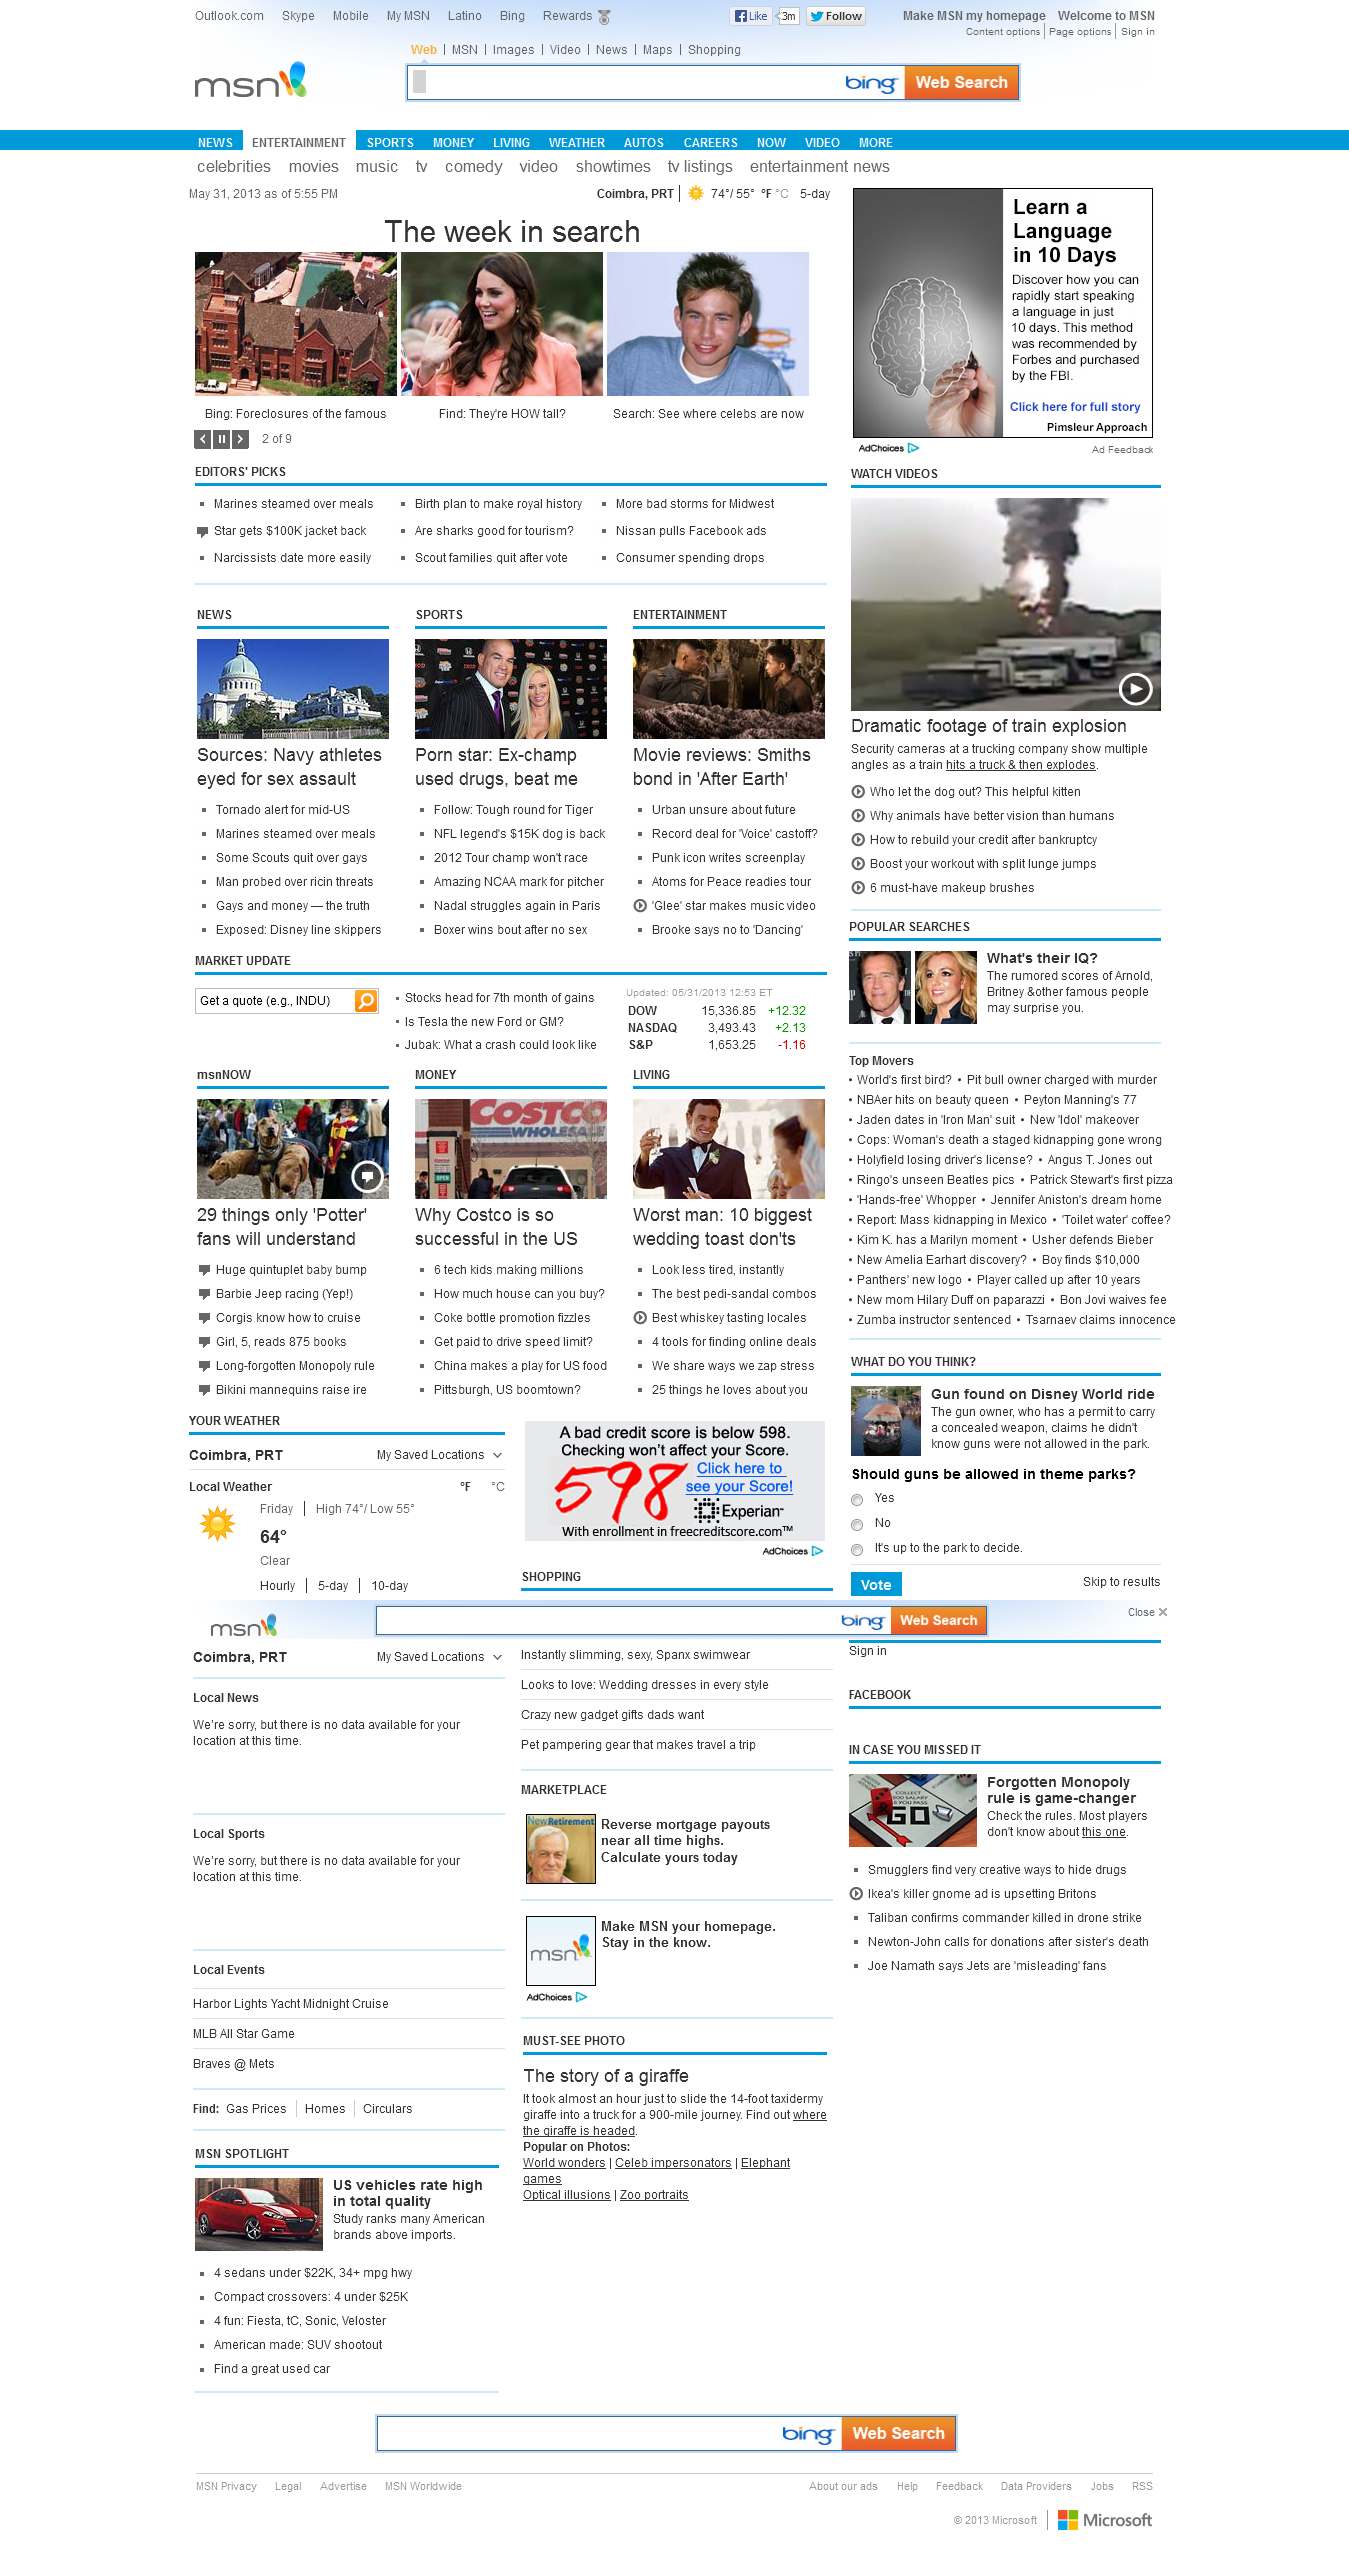 Outlook.com Skype Mobile My MSN Latino Bing Rewards Like 3m Follow Make MSN my homepage Welcome to MSN
Content options Page options Sign in
Web MSN Images Video News Maps Shopping
msn bing Web Search
NEWS ENTERTAINMENT SPORTS MONEY LIVING WEATHER AUTOS CAREERS NOW VIDEO MORE
celebrities movies music tv comedy video showtimes tv listings entertainment news
May 31, 2013 as of 5:55 PM Coimbra, PRT 74°/ 55° °F °C 5-day
The week in search
Bing: Foreclosures of the famous Find: They're HOW tall? Search: See where celebs are now
2 of 9
Learn a
Language
in 10 Days
Discover how you can
rapidly start speaking
a language in just
10 days. This method
was recommended by
Forbes and purchased
by the FBI.
Click here for full story
Pimsleur Approach
AdChoices Ad Feedback
EDITORS' PICKS
Marines steamed over meals Birth plan to make royal history More bad storms for Midwest
Star gets $100K jacket back Are sharks good for tourism? Nissan pulls Facebook ads
Narcissists date more easily Scout families quit after vote Consumer spending drops
NEWS
Sources: Navy athletes
eyed for sex assault
Tornado alert for mid-US
Marines steamed over meals
Some Scouts quit over gays
Man probed over ricin threats
Gays and money — the truth
Exposed: Disney line skippers
SPORTS
Porn star: Ex-champ
used drugs, beat me
Follow: Tough round for Tiger
NFL legend's $15K dog is back
2012 Tour champ won't race
Amazing NCAA mark for pitcher
Nadal struggles again in Paris
Boxer wins bout after no sex
ENTERTAINMENT
Movie reviews: Smiths
bond in 'After Earth'
Urban unsure about future
Record deal for 'Voice' castoff?
Punk icon writes screenplay
Atoms for Peace readies tour
'Glee' star makes music video
Brooke says no to 'Dancing'
WATCH VIDEOS
Dramatic footage of train explosion
Security cameras at a trucking company show multiple
angles as a train hits a truck & then explodes.
Who let the dog out? This helpful kitten
Why animals have better vision than humans
How to rebuild your credit after bankruptcy
Boost your workout with split lunge jumps
6 must-have makeup brushes
MARKET UPDATE
Get a quote (e.g., INDU)
Stocks head for 7th month of gains
Is Tesla the new Ford or GM?
Jubak: What a crash could look like
Updated: 05/31/2013 12:53 ET
DOW 15,336.85 +12.32
NASDAQ 3,493.43 +2.13
S&P 1,653.25 -1.16
POPULAR SEARCHES
What's their IQ?
The rumored scores of Arnold,
Britney &other famous people
may surprise you.
Top Movers
• World's first bird? • Pit bull owner charged with murder
• NBAer hits on beauty queen • Peyton Manning's 77
• Jaden dates in 'Iron Man' suit • New 'Idol' makeover
• Cops: Woman's death a staged kidnapping gone wrong
• Holyfield losing driver's license? • Angus T. Jones out
• Ringo's unseen Beatles pics • Patrick Stewart's first pizza
• 'Hands-free' Whopper • Jennifer Aniston's dream home
• Report: Mass kidnapping in Mexico • 'Toilet water' coffee?
• Kim K. has a Marilyn moment • Usher defends Bieber
• New Amelia Earhart discovery? • Boy finds $10,000
• Panthers' new logo • Player called up after 10 years
• New mom Hilary Duff on paparazzi • Bon Jovi waives fee
• Zumba instructor sentenced • Tsarnaev claims innocence
msnNOW
29 things only 'Potter'
fans will understand
Huge quintuplet baby bump
Barbie Jeep racing (Yep!)
Corgis know how to cruise
Girl, 5, reads 875 books
Long-forgotten Monopoly rule
Bikini mannequins raise ire
MONEY
COSTCO
WHOLESALE
Why Costco is so
successful in the US
6 tech kids making millions
How much house can you buy?
Coke bottle promotion fizzles
Get paid to drive speed limit?
China makes a play for US food
Pittsburgh, US boomtown?
LIVING
Worst man: 10 biggest
wedding toast don'ts
Look less tired, instantly
The best pedi-sandal combos
Best whiskey tasting locales
4 tools for finding online deals
We share ways we zap stress
25 things he loves about you
WHAT DO YOU THINK?
Gun found on Disney World ride
The gun owner, who has a permit to carry
a concealed weapon, claims he didn't
know guns were not allowed in the park.
Should guns be allowed in theme parks?
Yes
No
It's up to the park to decide.
Vote Skip to results
YOUR WEATHER
Coimbra, PRT My Saved Locations
Local Weather °F °C
Friday High 74°/ Low 55°
64°
Clear
Hourly 5-day 10-day
A bad credit score is below 598.
Checking won't affect your Score.
598 Click here to
see your Score!
Experian™
With enrollment in freecreditscore.com™
AdChoices
SHOPPING
msn bing Web Search Close
Coimbra, PRT My Saved Locations
Local News
We're sorry, but there is no data available for your
location at this time.
Local Sports
We're sorry, but there is no data available for your
location at this time.
Local Events
Harbor Lights Yacht Midnight Cruise
MLB All Star Game
Braves @ Mets
Find: Gas Prices Homes Circulars
MSN SPOTLIGHT
US vehicles rate high
in total quality
Study ranks many American
brands above imports.
4 sedans under $22K, 34+ mpg hwy
Compact crossovers: 4 under $25K
4 fun: Fiesta, tC, Sonic, Veloster
American made: SUV shootout
Find a great used car
Instantly slimming, sexy, Spanx swimwear
Looks to love: Wedding dresses in every style
Crazy new gadget gifts dads want
Pet pampering gear that makes travel a trip
MARKETPLACE
New Retirement
Reverse mortgage payouts
near all time highs.
Calculate yours today
msn
Make MSN your homepage.
Stay in the know.
AdChoices
MUST-SEE PHOTO
The story of a giraffe
It took almost an hour just to slide the 14-foot taxidermy
giraffe into a truck for a 900-mile journey. Find out where
the giraffe is headed.
Popular on Photos:
World wonders | Celeb impersonators | Elephant
games
Optical illusions | Zoo portraits
Sign in
FACEBOOK
IN CASE YOU MISSED IT
COLLECT
200 SALARY
GO
Forgotten Monopoly
rule is game-changer
Check the rules. Most players
don't know about this one.
Smugglers find very creative ways to hide drugs
Ikea's killer gnome ad is upsetting Britons
Taliban confirms commander killed in drone strike
Newton-John calls for donations after sister's death
Joe Namath says Jets are 'misleading' fans
bing Web Search
MSN Privacy Legal Advertise MSN Worldwide About our ads Help Feedback Data Providers Jobs RSS
© 2013 Microsoft Microsoft